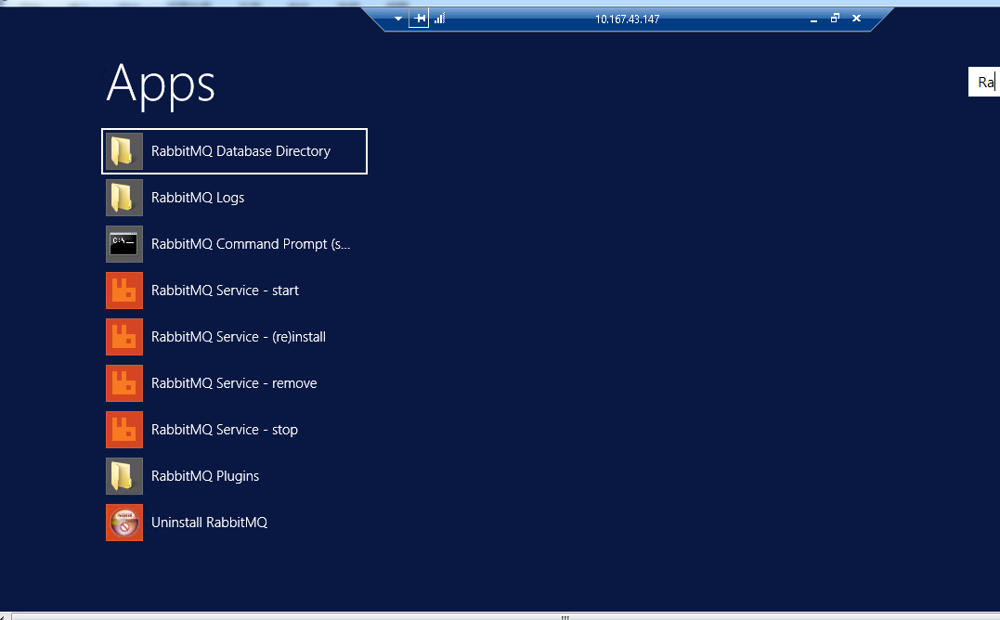 10.167.43.147
Apps
Ra
RabbitMQ Database Directory
RabbitMQ Logs
RabbitMQ Command Prompt (s...
RabbitMQ Service - start
RabbitMQ Service - (re)install
RabbitMQ Service - remove
RabbitMQ Service - stop
RabbitMQ Plugins
Uninstall RabbitMQ